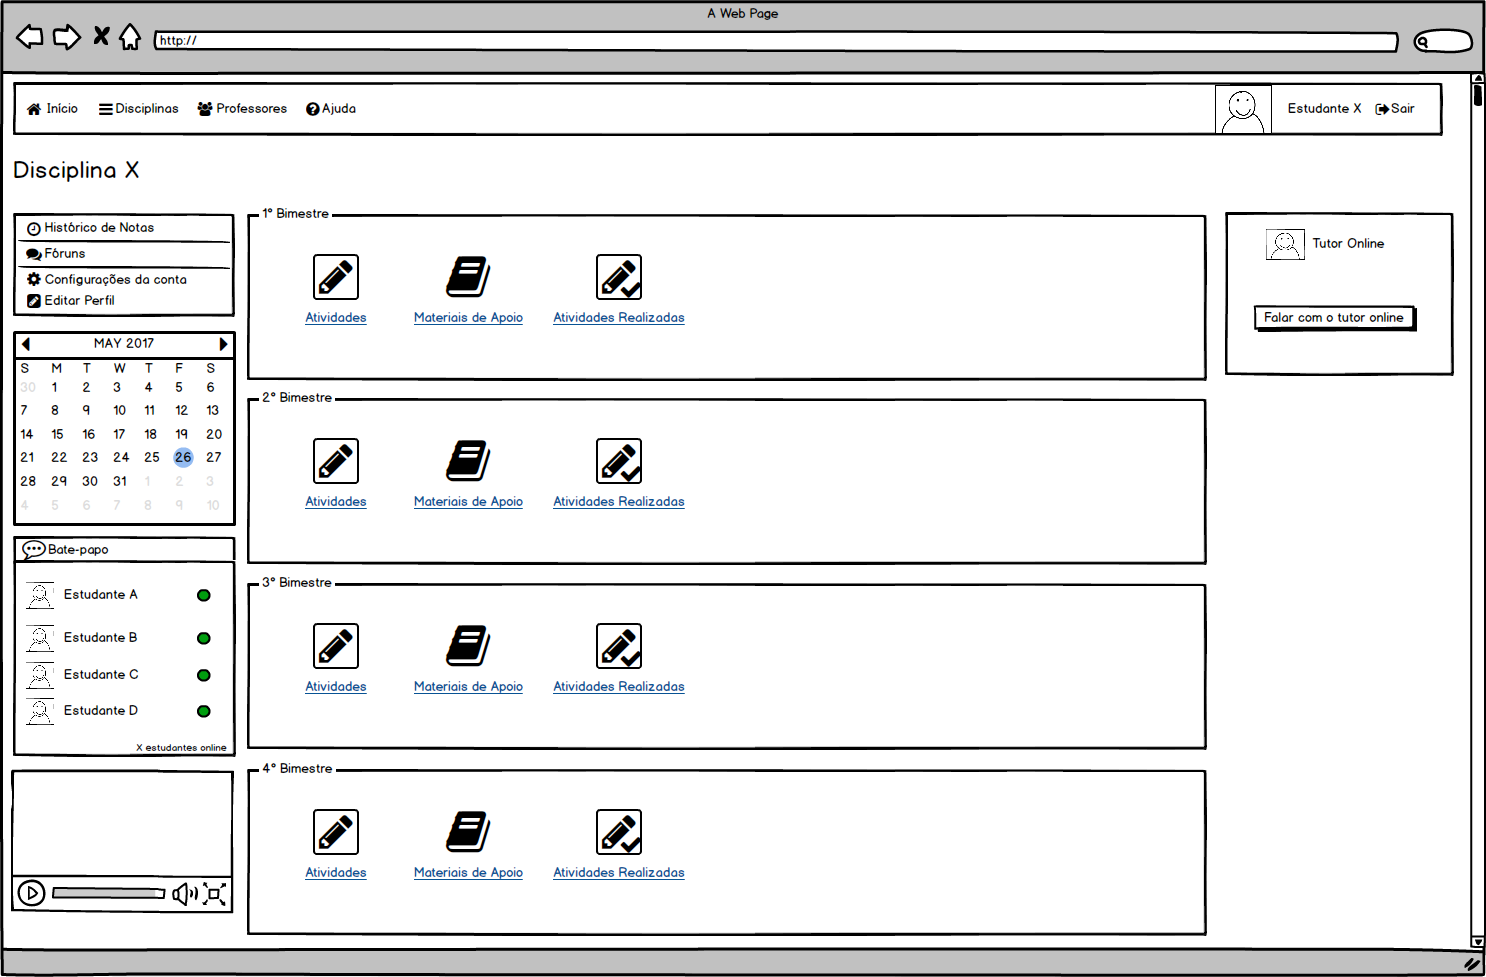 A Web Page
http://
Início Disciplinas Professores Ajuda Estudante X Sair
Disciplina X
Histórico de Notas
Fóruns
Configurações da conta
Editar Perfil
MAY 2017
S M T W T F S
30 1 2 3 4 5 6
7 8 9 10 11 12 13
14 15 16 17 18 19 20
21 22 23 24 25 26 27
28 29 30 31 1 2 3
4 5 6 7 8 9 10
Bate-papo
Estudante A
Estudante B
Estudante C
Estudante D
X estudantes online
1° Bimestre
Atividades Materiais de Apoio Atividades Realizadas
2° Bimestre
Atividades Materiais de Apoio Atividades Realizadas
3° Bimestre
Atividades Materiais de Apoio Atividades Realizadas
4° Bimestre
Atividades Materiais de Apoio Atividades Realizadas
Tutor Online
Falar com o tutor online